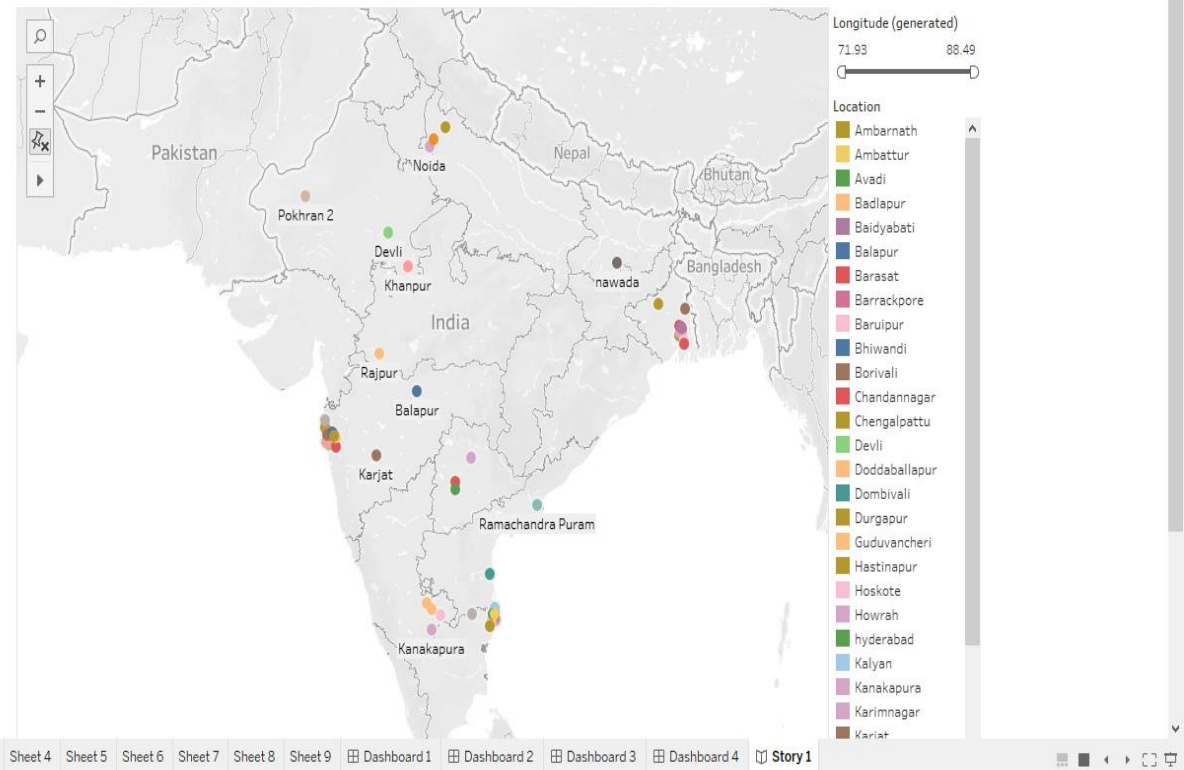 Longitude (generated)
71.93 88.49
Location
Ambarnath
Ambattur
Avadi
Badlapur
Baidyabati
Balapur
Barasat
Barrackpore
Baruipur
Bhiwandi
Borivali
Chandannagar
Chengalpattu
Devli
Doddaballapur
Dombivali
Durgapur
Guduvancheri
Hastinapur
Hoskote
Howrah
hyderabad
Kalyan
Kanakapura
Karimnagar
Karjat
Pakistan
Noida
Nepal
Bhutan
Pokhran 2
Devli
Khanpur
nawada
Bangladesh
India
Rajpur
Balapur
Karjat
Ramachandra Puram
Kanakapura
Sheet 4 Sheet 5 Sheet 6 Sheet 7 Sheet 8 Sheet 9 Dashboard 1 Dashboard 2 Dashboard 3 Dashboard 4 Story 1